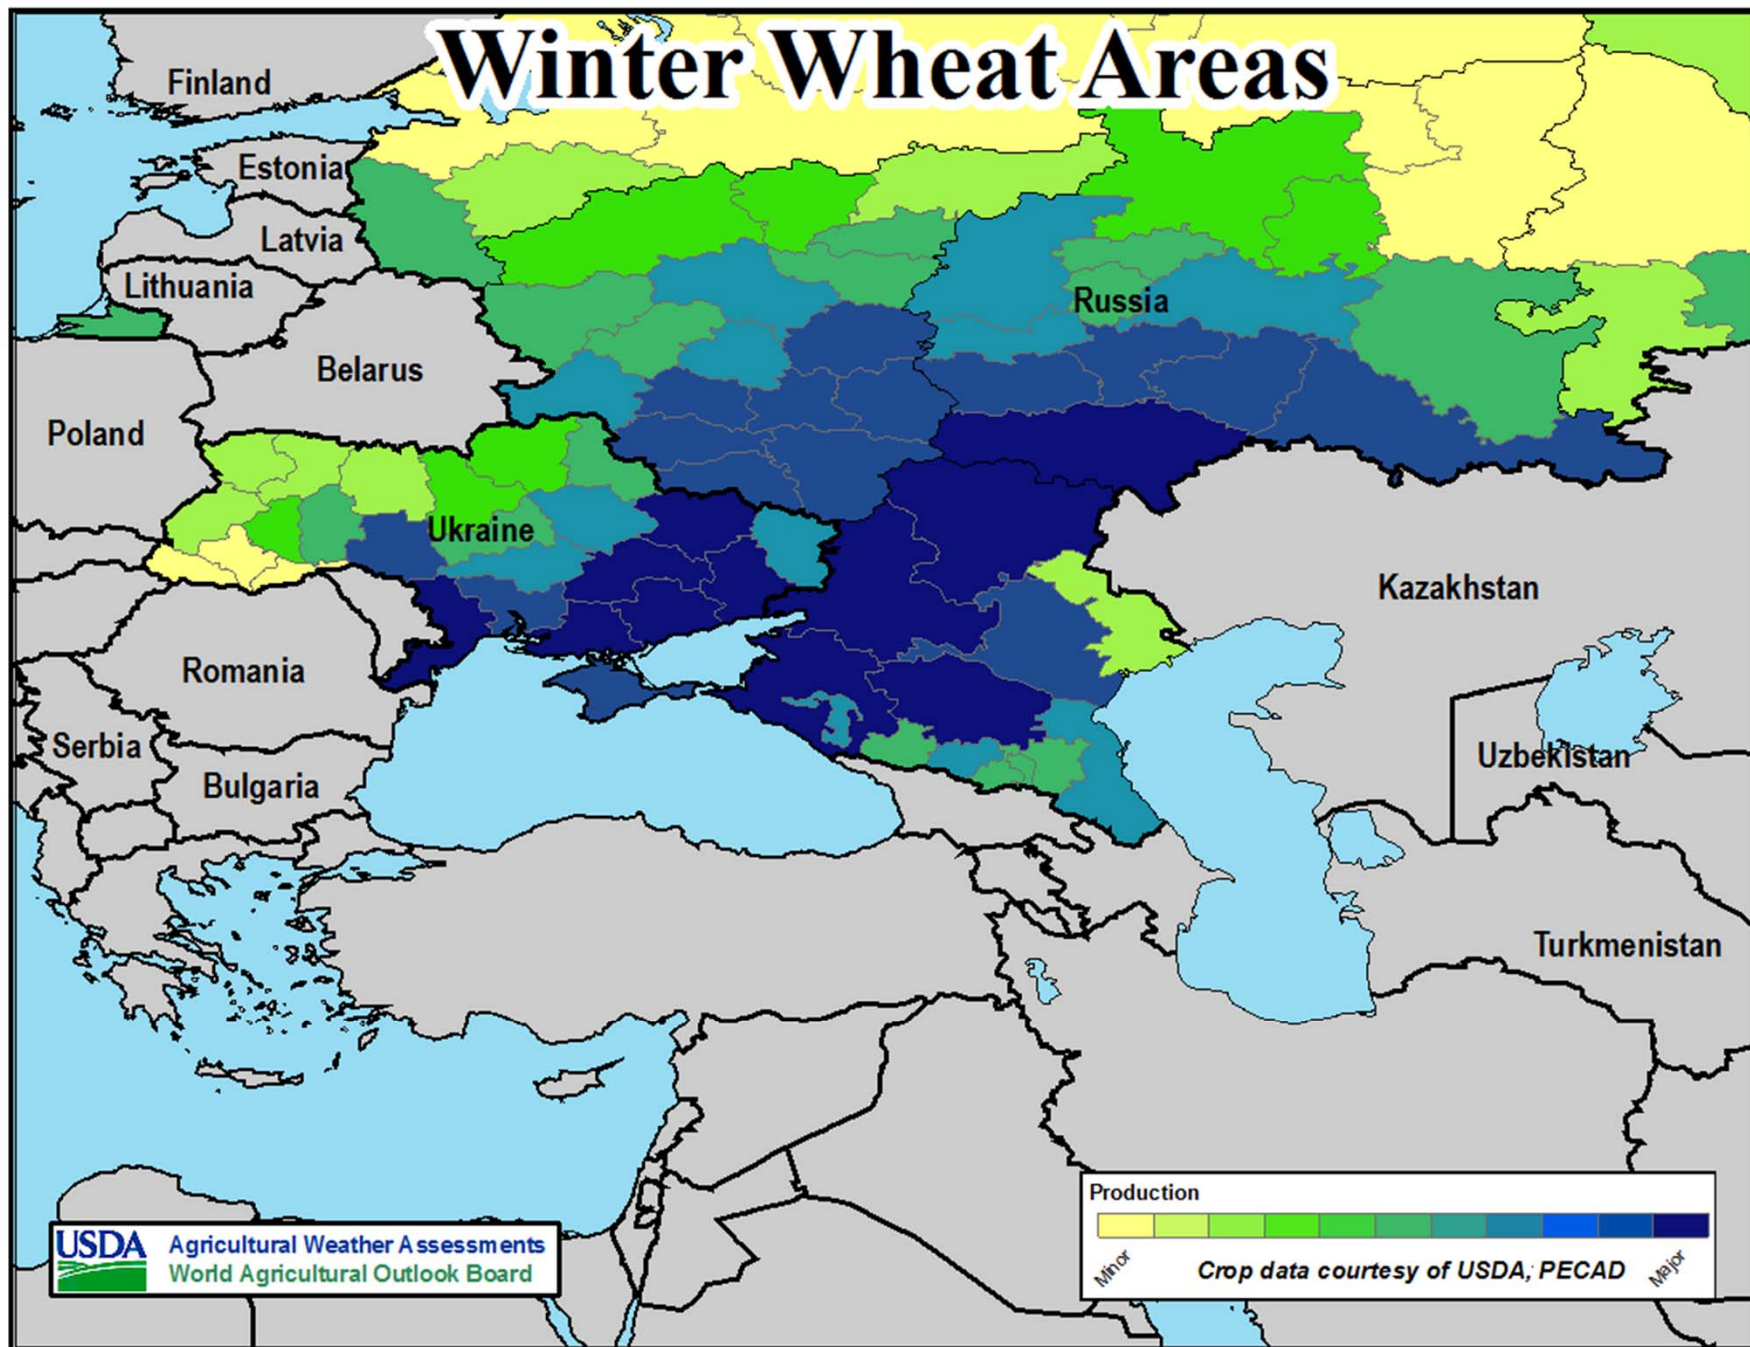 Winter Wheat Areas
Finland
Estonia
Latvia
Lithuania
Russia
Belarus
Poland
Ukraine
Kazakhstan
Romania
Serbia
Bulgaria
Uzbekistan
Turkmenistan
Production
Minor
Major
Crop data courtesy of USDA, PECAD
USDA
Agricultural Weather Assessments
World Agricultural Outlook Board